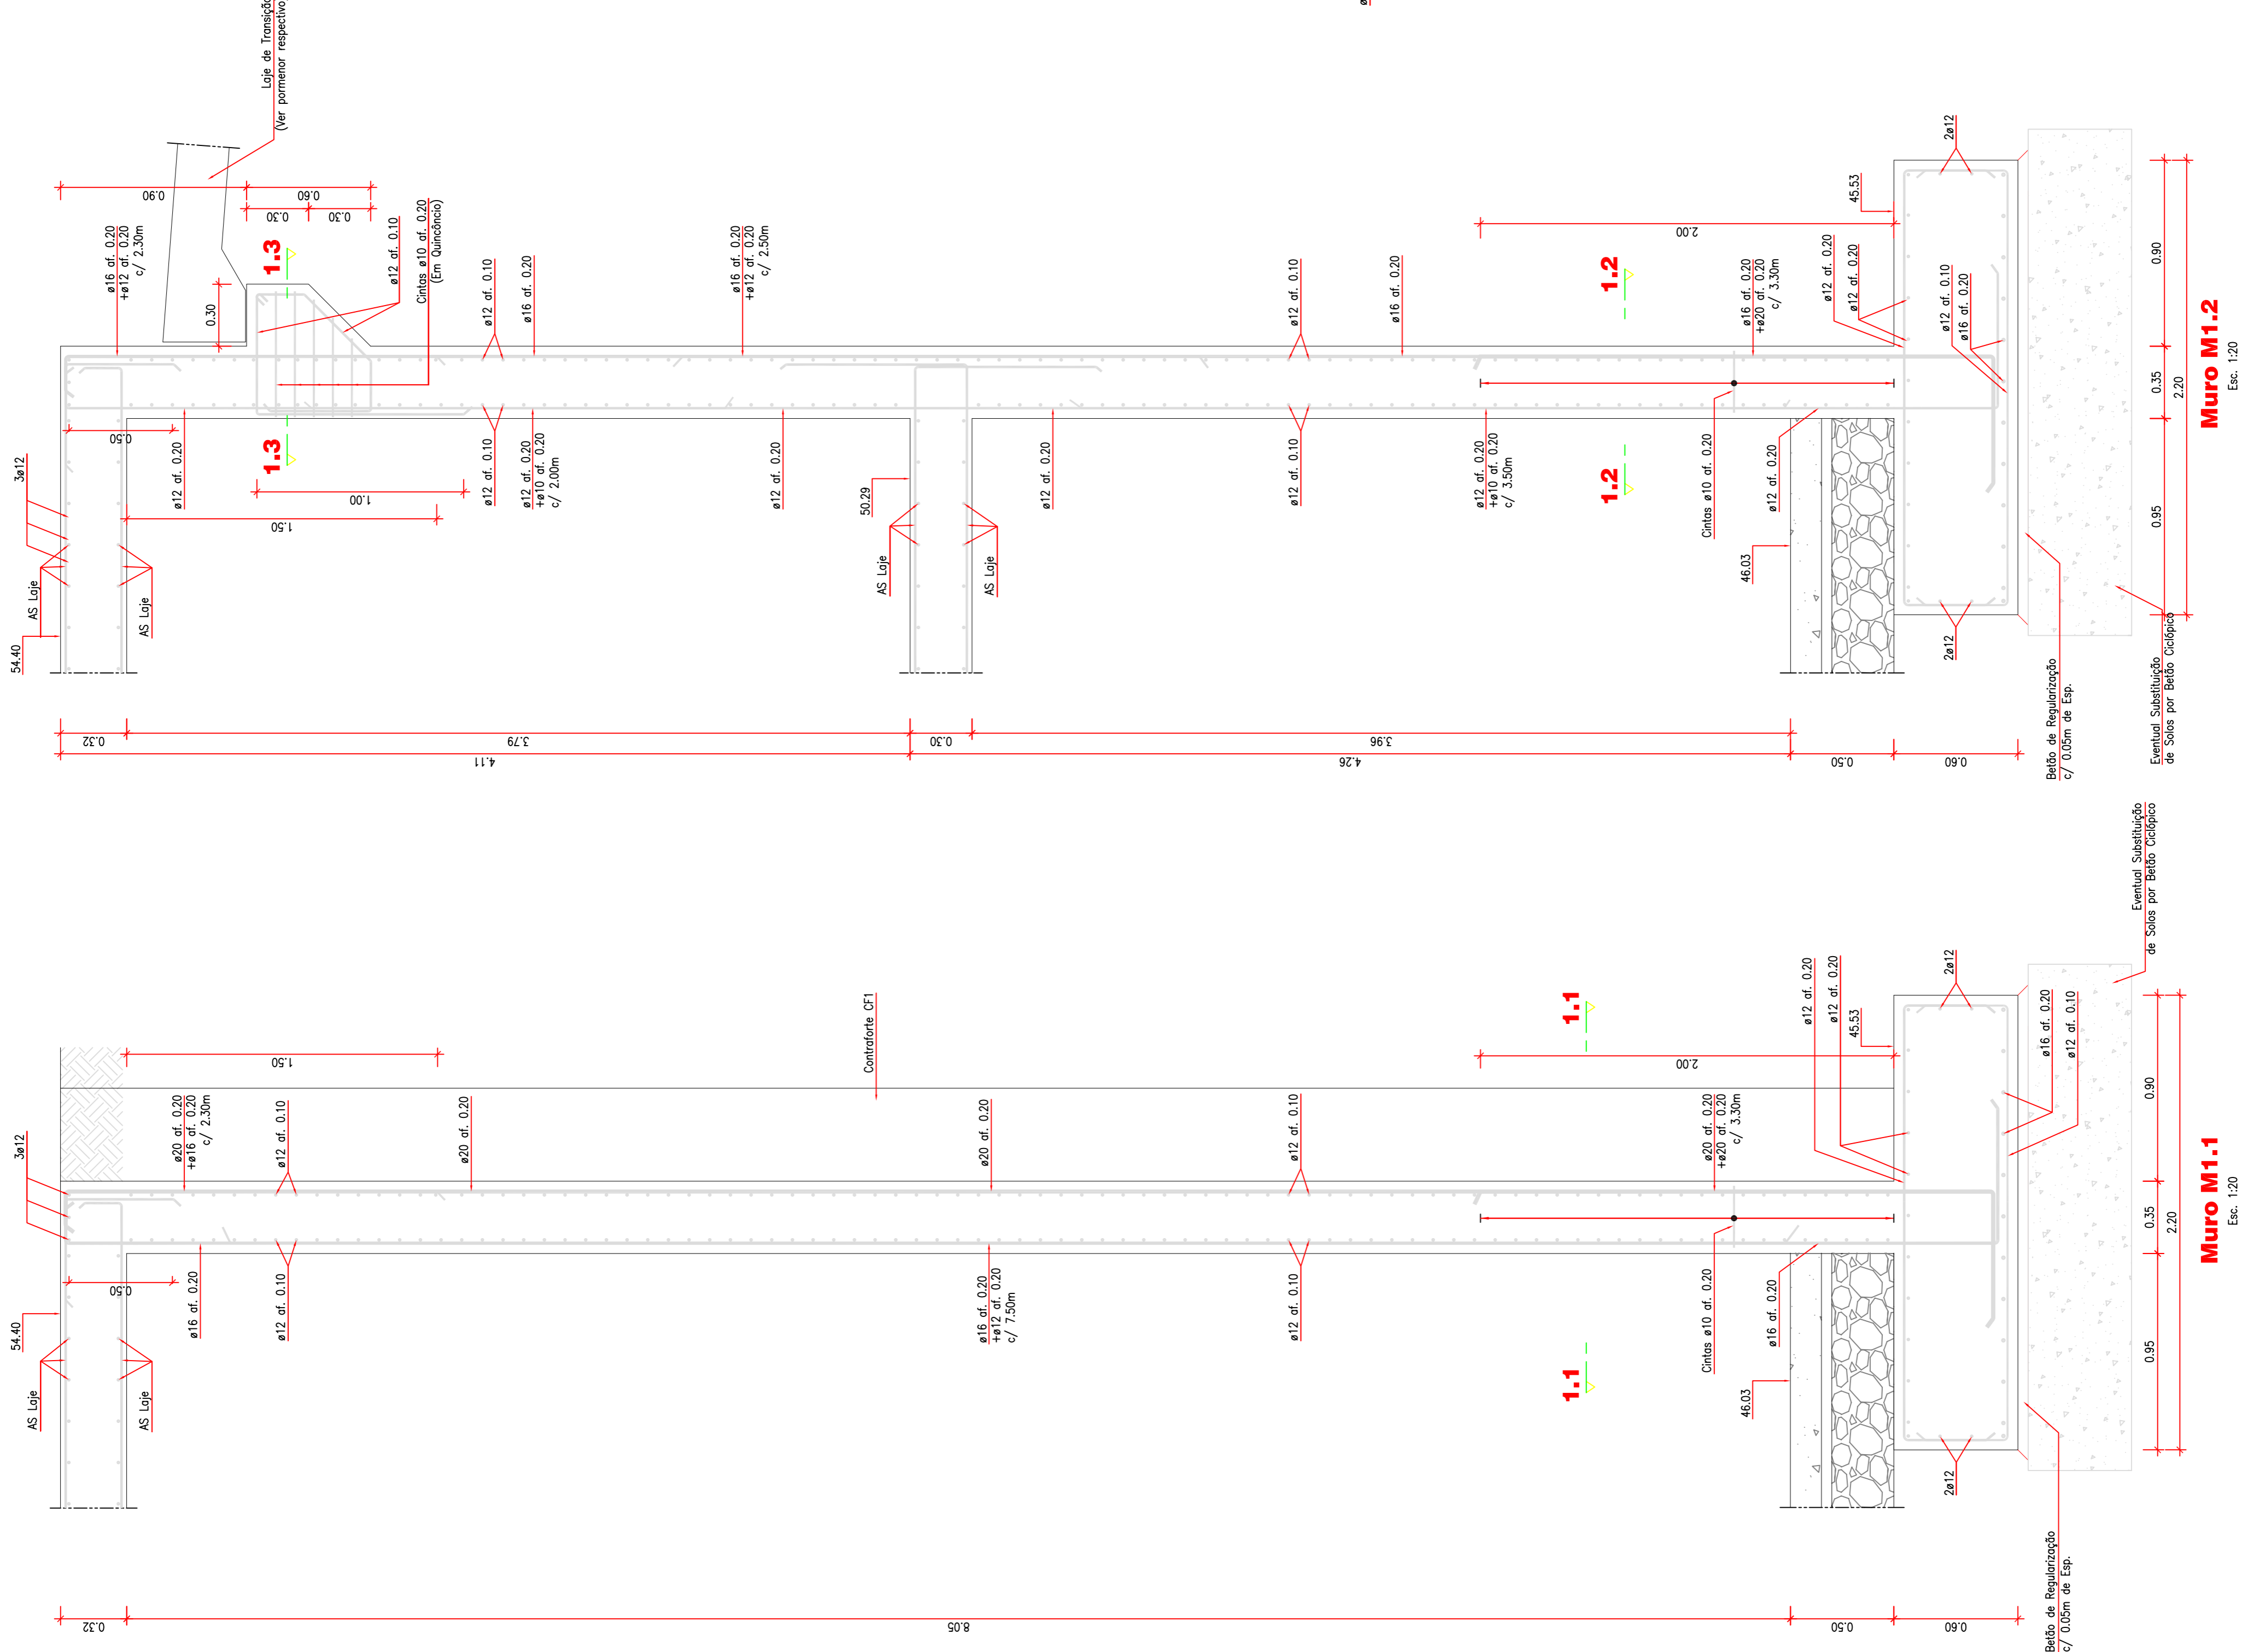 Laje de Transição
(Ver pormenor respectivo)
ø
0.90
0.60
0.30
0.30
ø16 af. 0.20
+ø12 af. 0.20
c/ 2.30m
1.3
ø12 af. 0.10
Cintas ø10 af. 0.20
(Em Quincôncio)
0.30
ø12 af. 0.10
ø16 af. 0.20
ø16 af. 0.20
+ø12 af. 0.20
c/ 2.50m
ø12 af. 0.10
ø16 af. 0.20
1.2
2.00
ø16 af. 0.20
+ø20 af. 0.20
c/ 3.30m
45.53
ø12 af. 0.20
ø12 af. 0.20
ø12 af. 0.10
ø16 af. 0.20
2ø12
0.90
0.35
0.95
2.20
3ø12
54.40
AS Laje
AS Laje
0.50
ø12 af. 0.20
1.3
1.00
1.50
ø12 af. 0.10
ø12 af. 0.20
+ø10 af. 0.20
c/ 2.00m
ø12 af. 0.20
50.29
AS Laje
AS Laje
ø12 af. 0.20
ø12 af. 0.10
ø12 af. 0.20
+ø10 af. 0.20
c/ 3.50m
1.2
Cintas ø10 af. 0.20
ø12 af. 0.20
46.03
2ø12
Betão de Regularização
c/ 0.05m de Esp.
Eventual Substituição
de Solos por Betão Ciclópico
0.32
3.79
0.30
3.96
4.11
4.26
0.50
0.60
Muro M1.2
Esc. 1:20
3ø12
54.40
AS Laje
AS Laje
0.50
1.50
ø20 af. 0.20
+ø16 af. 0.20
c/ 2.30m
ø12 af. 0.10
ø20 af. 0.20
Contraforte CF1
ø20 af. 0.20
ø12 af. 0.10
1.1
2.00
ø20 af. 0.20
+ø20 af. 0.20
c/ 3.30m
45.53
ø12 af. 0.20
ø12 af. 0.20
ø16 af. 0.20
ø12 af. 0.10
2ø12
Eventual Substituição
de Solos por Betão Ciclópico
ø16 af. 0.20
ø12 af. 0.10
ø16 af. 0.20
+ø12 af. 0.20
c/ 7.50m
ø12 af. 0.10
1.1
Cintas ø10 af. 0.20
ø16 af. 0.20
46.03
2ø12
Betão de Regularização
c/ 0.05m de Esp.
0.90
0.35
0.95
2.20
0.32
8.05
0.50
0.60
Muro M1.1
Esc. 1:20